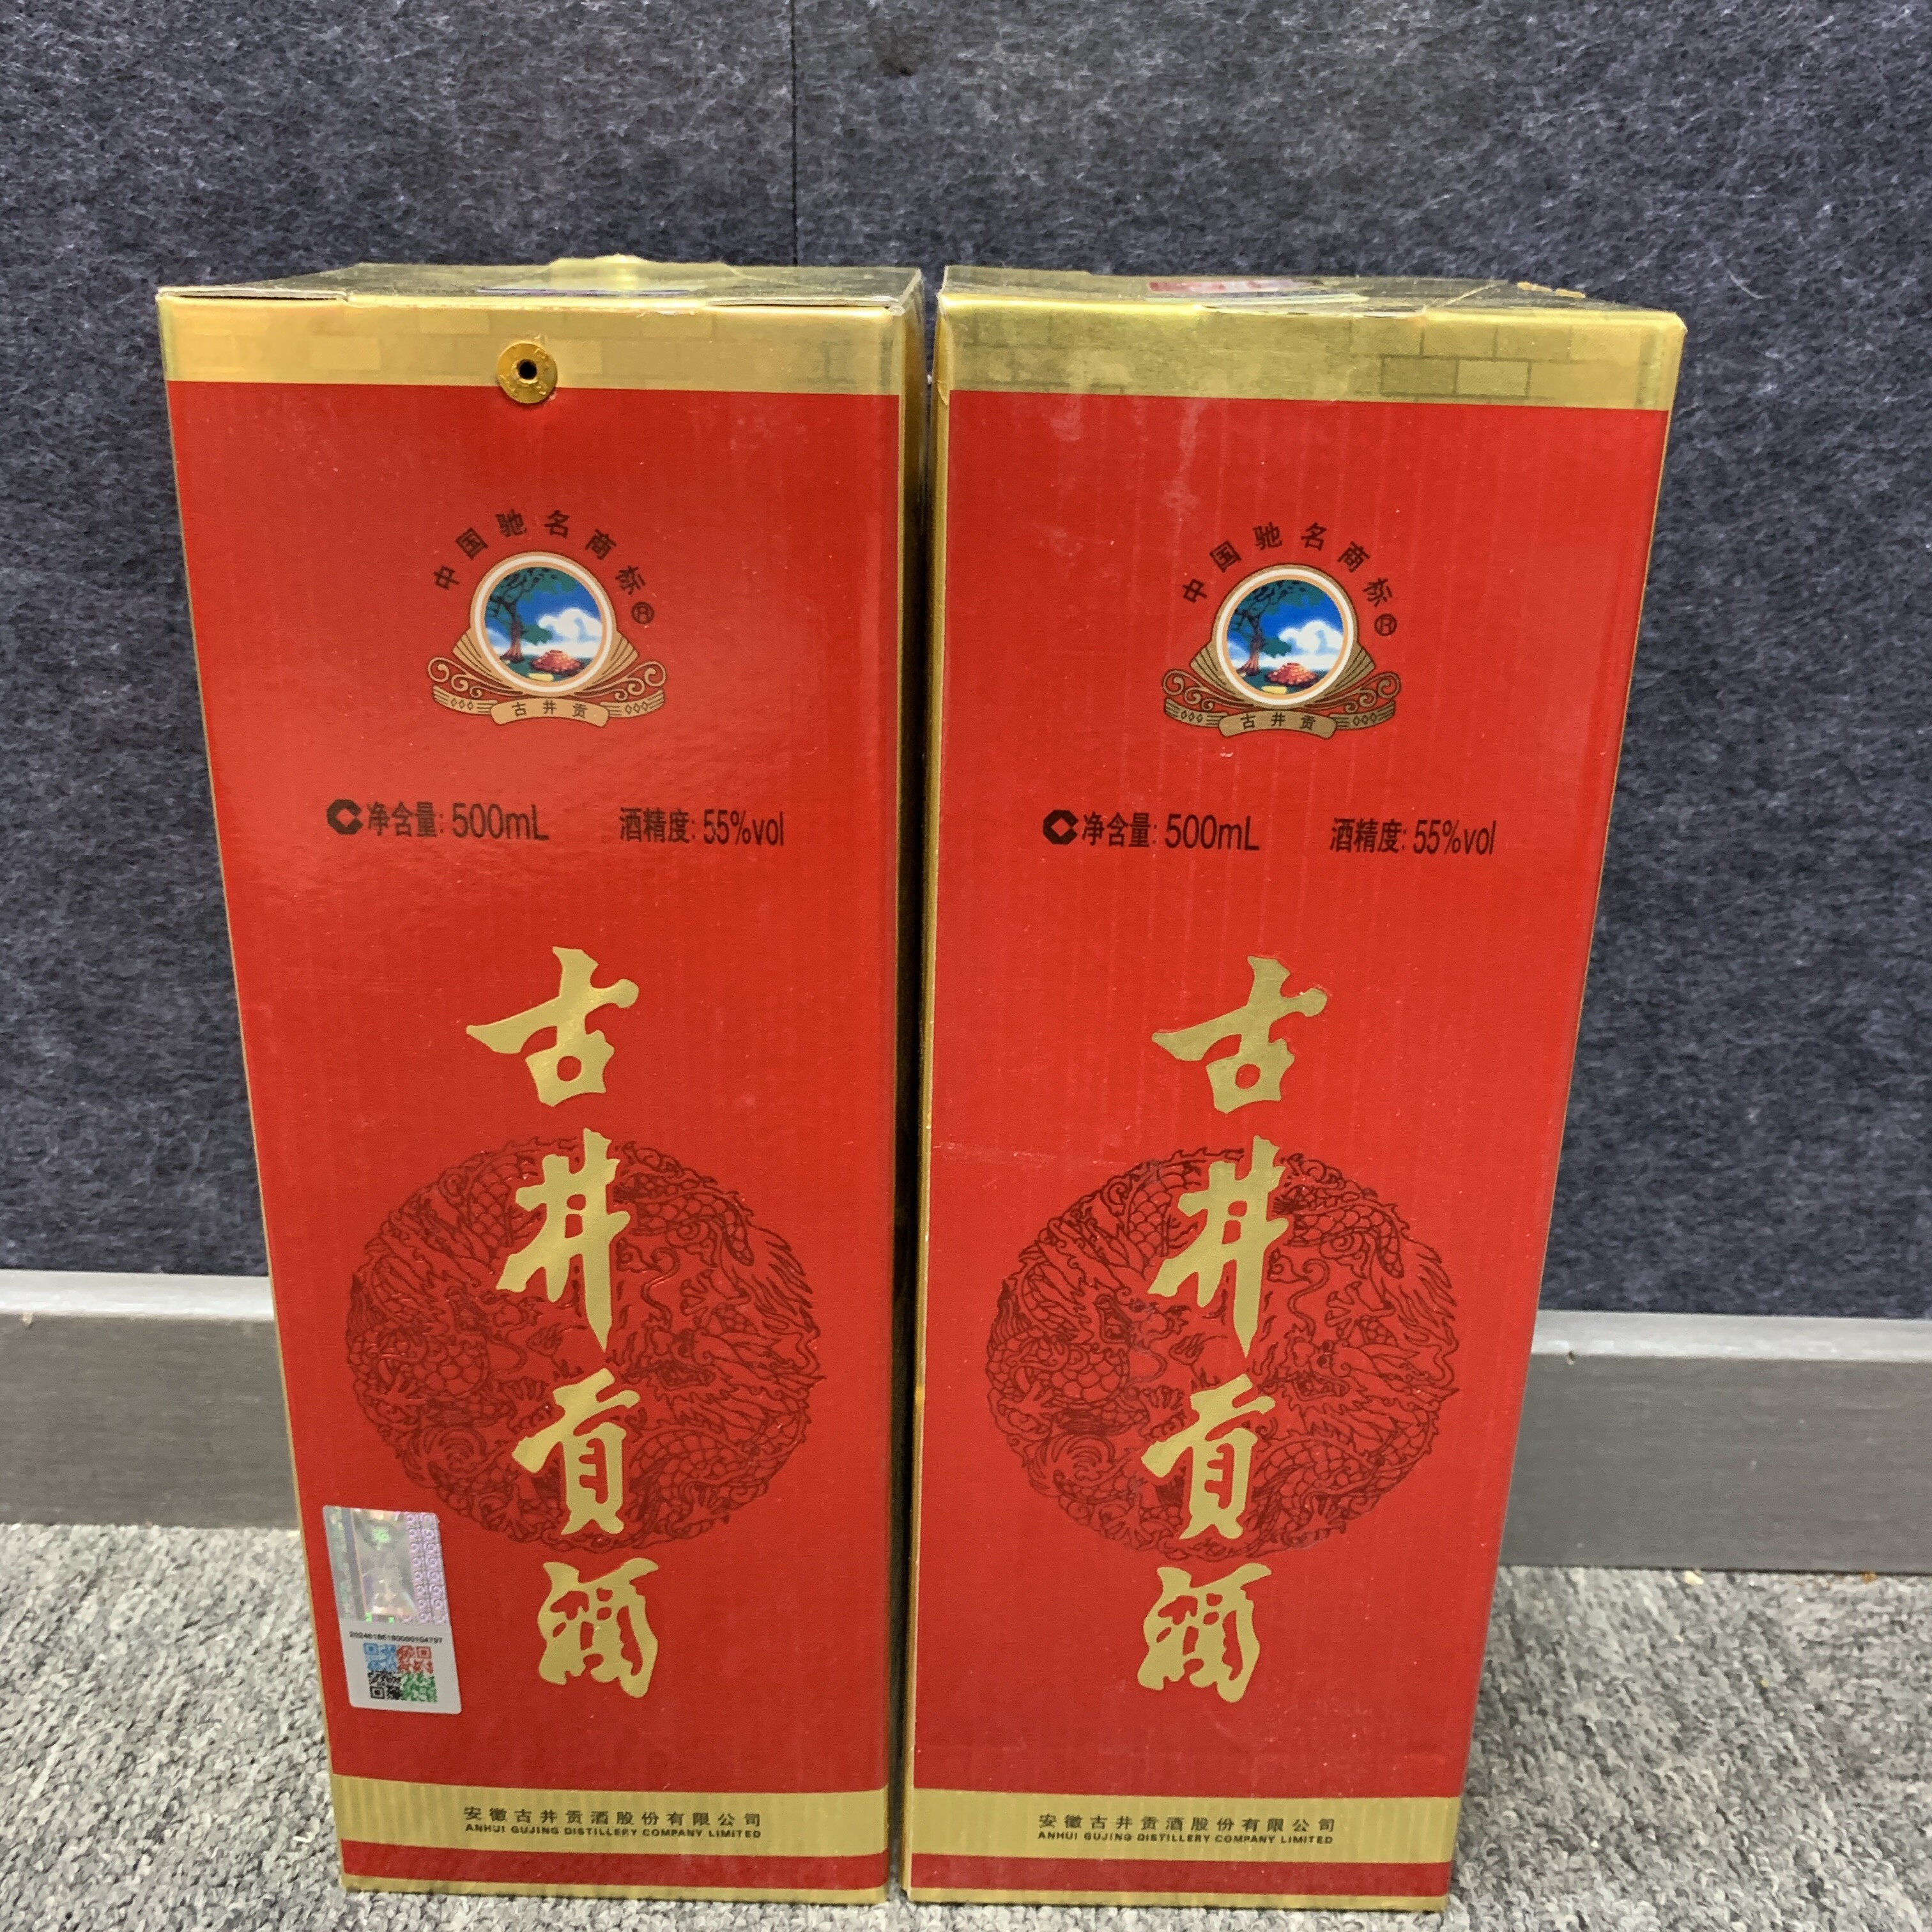 中国驰名商标®
古井贡
净含量: 500mL 酒精度: 55%vol
古井贡酒
安徽古井贡酒股份有限公司
ANHUI GUJING DISTILLERY COMPANY LIMITED
中国驰名商标®
古井贡
净含量: 500mL 酒精度: 55%vol
古井贡酒
安徽古井贡酒股份有限公司
ANHUI GUJING DISTILLERY COMPANY LIMITED